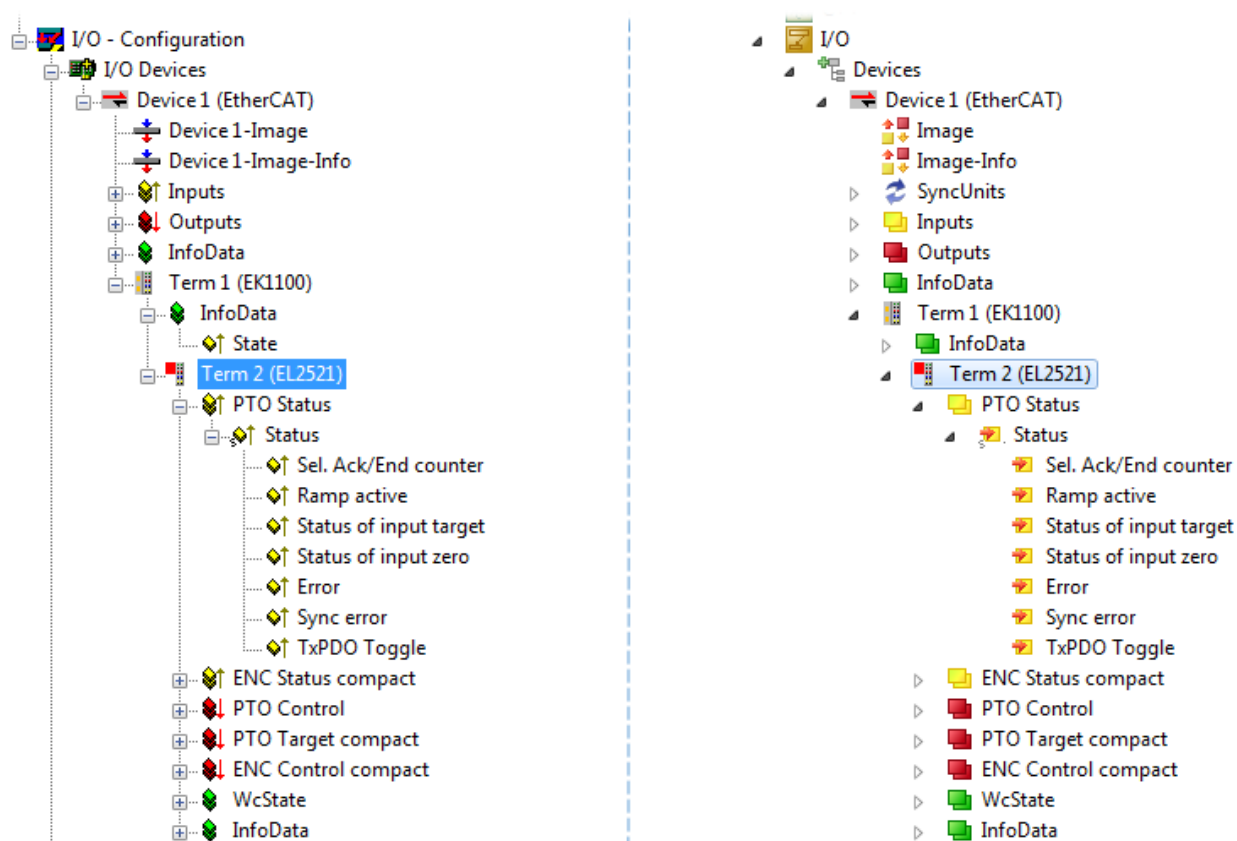 I/O - Configuration
I/O Devices
Device 1 (EtherCAT)
Device 1-Image
Device 1-Image-Info
Inputs
Outputs
InfoData
Term 1 (EK1100)
InfoData
State
Term 2 (EL2521)
PTO Status
Status
Sel. Ack/End counter
Ramp active
Status of input target
Status of input zero
Error
Sync error
TxPDO Toggle
ENC Status compact
PTO Control
PTO Target compact
ENC Control compact
WcState
InfoData
I/O
Devices
Device 1 (EtherCAT)
Image
Image-Info
SyncUnits
Inputs
Outputs
InfoData
Term 1 (EK1100)
InfoData
Term 2 (EL2521)
PTO Status
Status
Sel. Ack/End counter
Ramp active
Status of input target
Status of input zero
Error
Sync error
TxPDO Toggle
ENC Status compact
PTO Control
PTO Target compact
ENC Control compact
WcState
InfoData